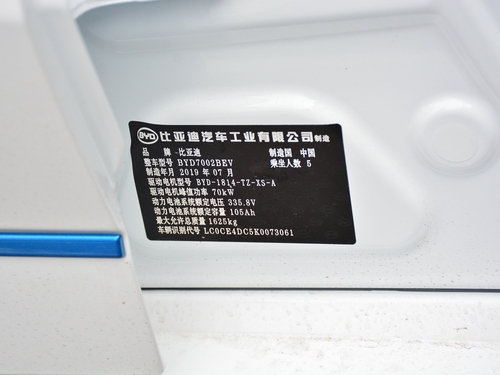 BYD 比亚迪汽车工业有限公司制造
品 牌 比亚迪 制造国 中国
整车型号 BYD7002BEV 乘坐人数 5
制造年月 2019 年 07 月
驱动电机型号 BYD-1814-TZ-XS-A
驱动电机峰值功率 70kW
动力电池系统额定电压 335.8V
动力电池系统额定容量 105Ah
最大允许总质量 1625kg
车辆识别代号 LC0CE4DC5K0073061